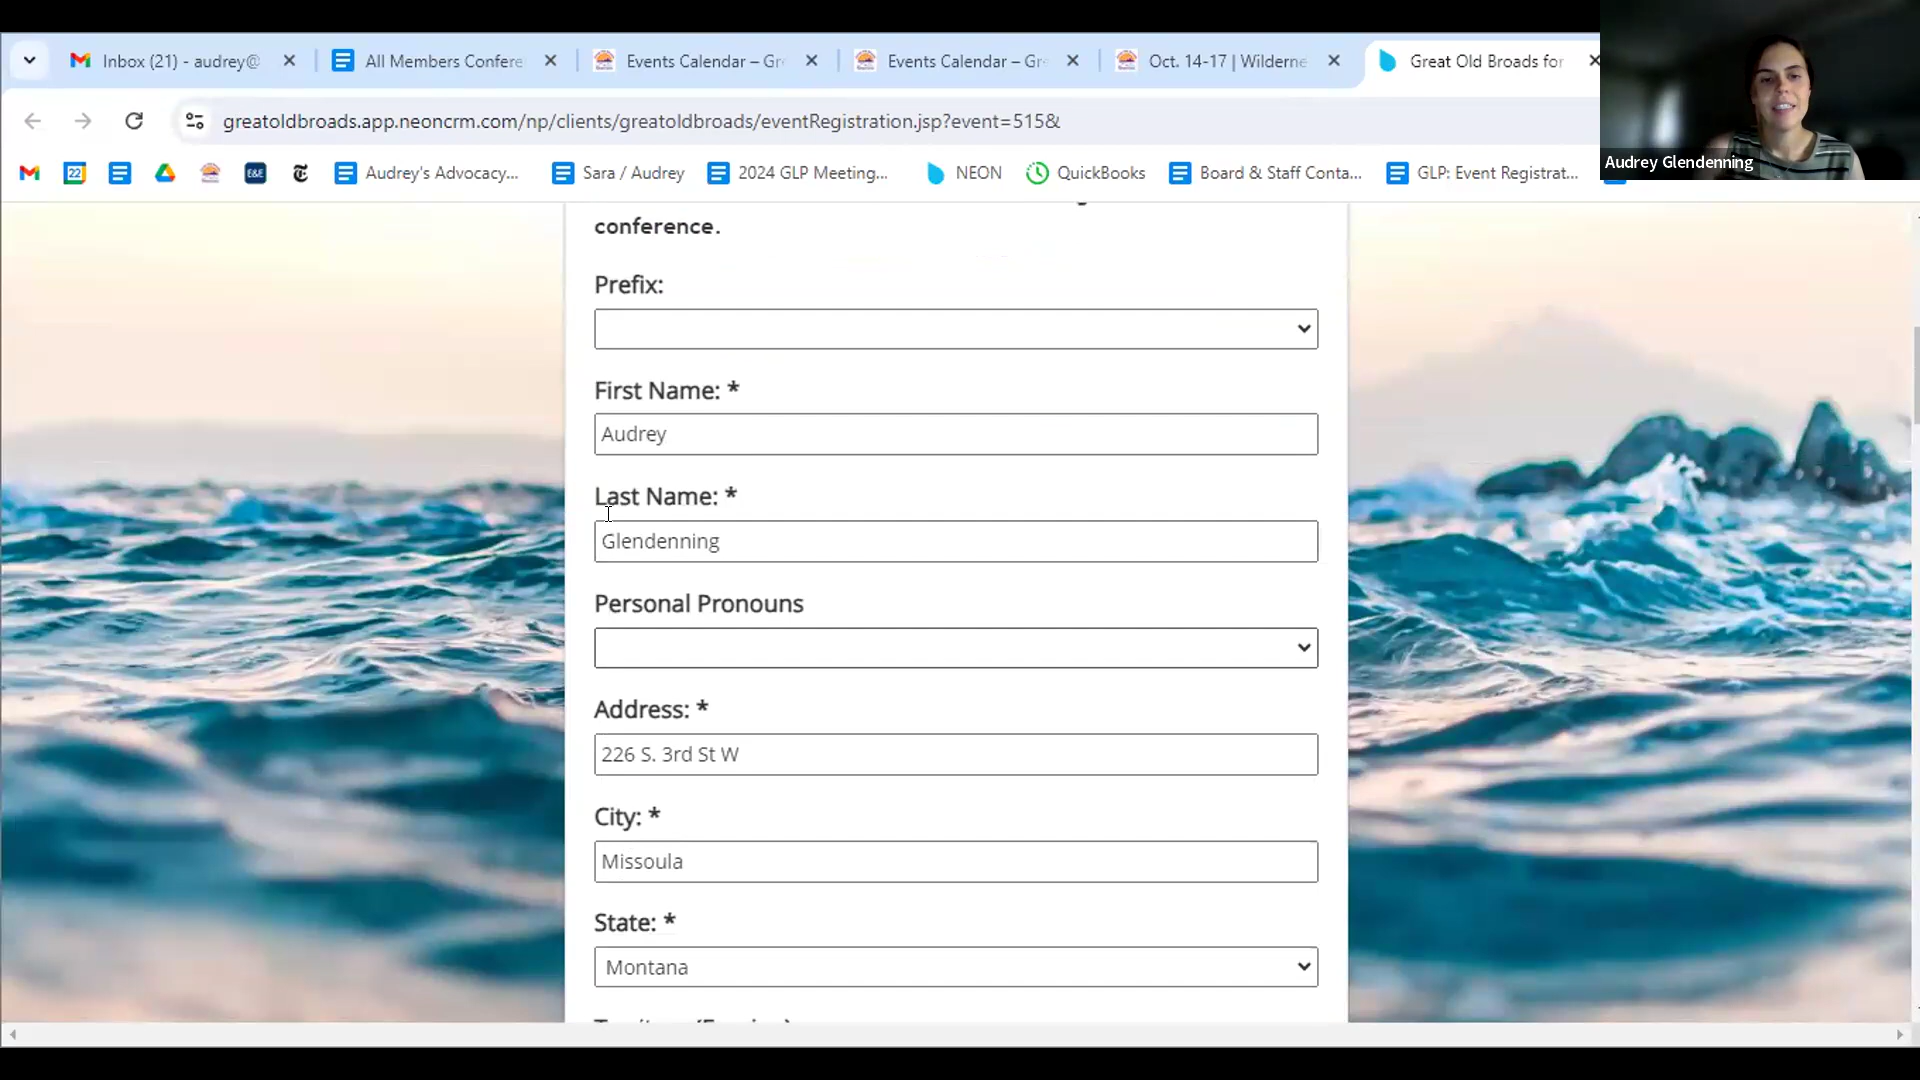 Inbox (21) - audrey@
All Members Confere
Events Calendar – Gr
Events Calendar – Gr
Oct. 14-17 | Wilderne
Great Old Broads for
greatoldbroads.app.neoncrm.com/np/clients/greatoldbroads/eventRegistration.jsp?event=515&
Audrey Glendenning
22
E&E
Audrey's Advocacy...
Sara / Audrey
2024 GLP Meeting...
NEON
QuickBooks
Board & Staff Conta...
GLP: Event Registrat...
conference.
Prefix:
First Name: *
Audrey
Last Name: *
Glendenning
Personal Pronouns
Address: *
226 S. 3rd St W
City: *
Missoula
State: *
Montana